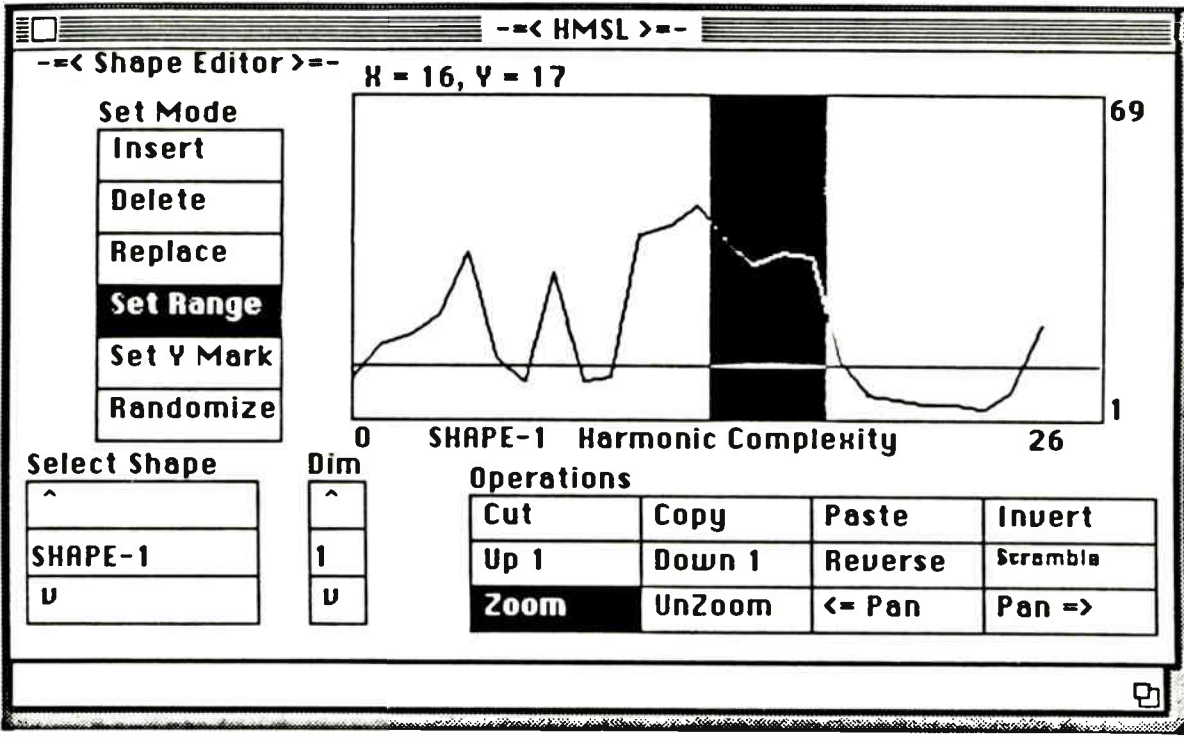 -=< HMSL >=-
-=< Shape Editor >=-
X = 16, Y = 17
Set Mode
69
Insert
Delete
Replace
Set Range
Set Y Mark
Randomize
1
0 SHAPE-1 Harmonic Complexity 26
Select Shape Dim
Operations
^ ^
Cut Copy Paste Invert
SHAPE-1 1
Up 1 Down 1 Reverse Scramble
v v
Zoom UnZoom <= Pan Pan =>